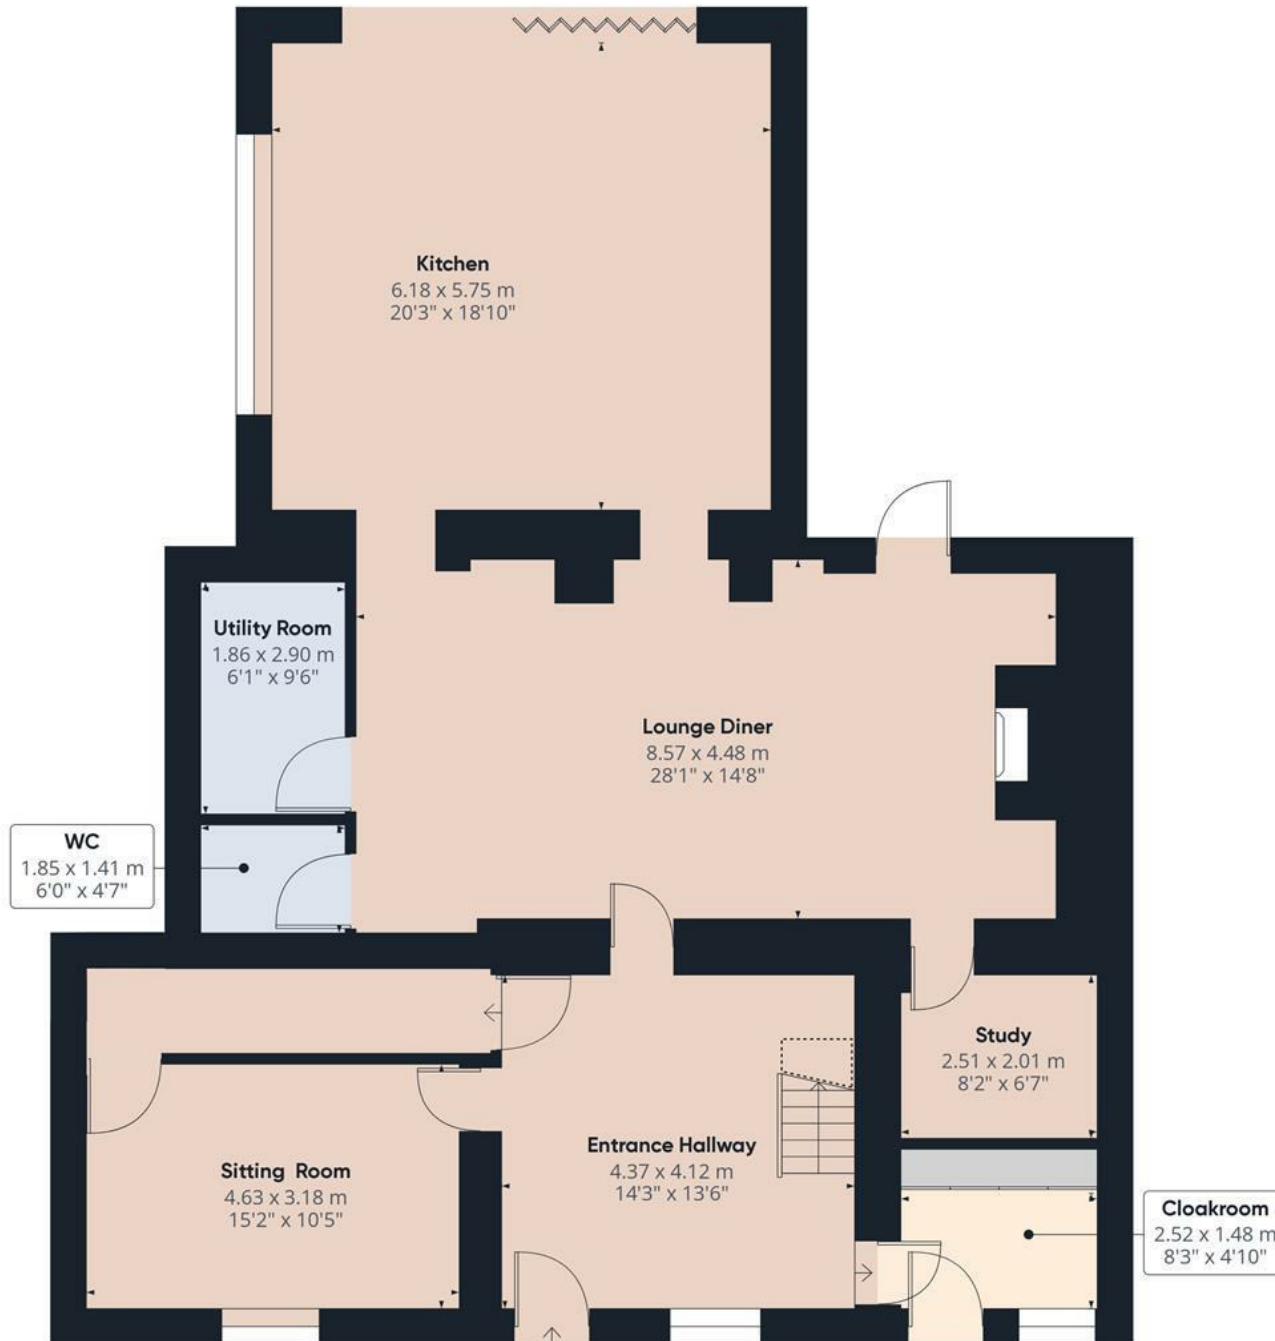 Kitchen
6.18 x 5.75 m
20'3" x 18'10"
Utility Room
1.86 x 2.90 m
6'1" x 9'6"
Lounge Diner
8.57 x 4.48 m
28'1" x 14'8"
WC
1.85 x 1.41 m
6'0" x 4'7"
Study
2.51 x 2.01 m
8'2" x 6'7"
Sitting Room
4.63 x 3.18 m
15'2" x 10'5"
Entrance Hallway
4.37 x 4.12 m
14'3" x 13'6"
Cloakroom
2.52 x 1.48 m
8'3" x 4'10"